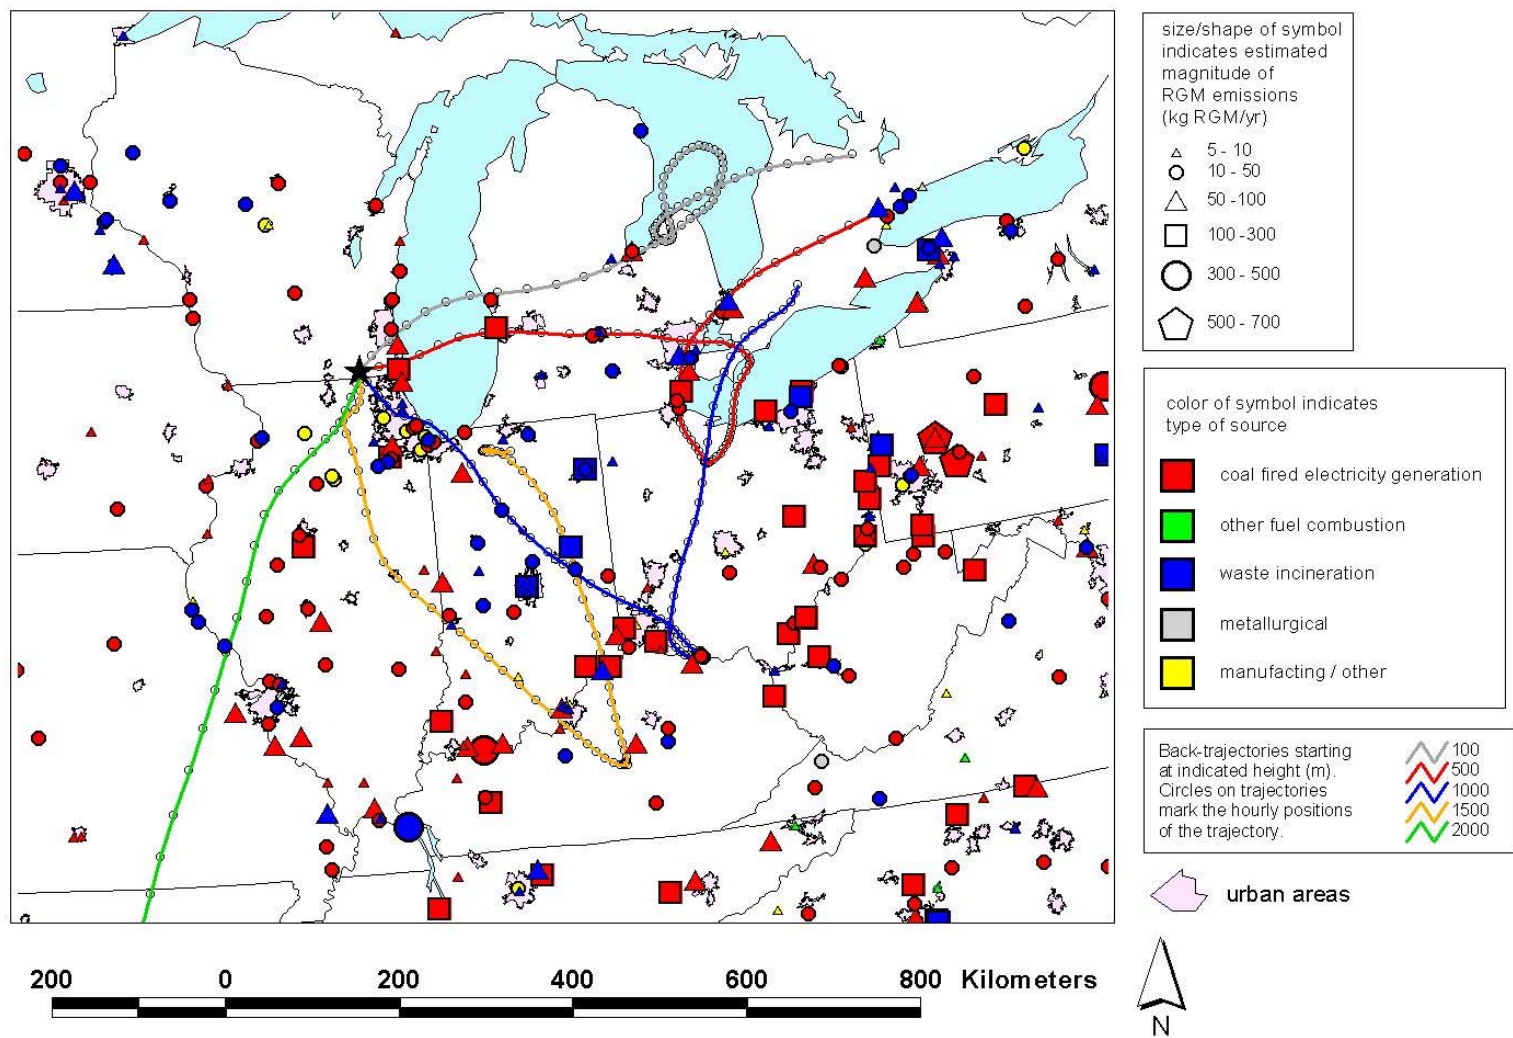 size/shape of symbol
indicates estimated
magnitude of
RGM emissions
(kg RGM/yr)
5 - 10
10 - 50
50 -100
100 -300
300 - 500
500 - 700
color of symbol indicates
type of source
coal fired electricity generation
other fuel combustion
waste incineration
metallurgical
manufacting / other
Back-trajectories starting
at indicated height (m).
Circles on trajectories
mark the hourly positions
of the trajectory.
100
500
1000
1500
2000
urban areas
200 0 200 400 600 800 Kilometers
N